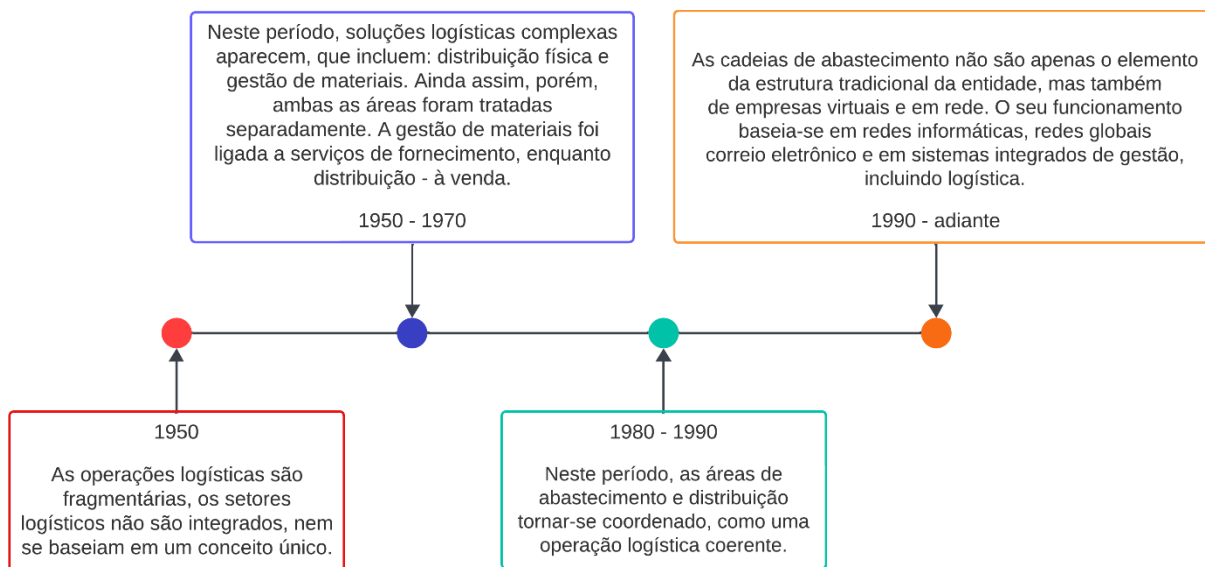 Neste período, soluções logísticas complexas
aparecem, que incluem: distribuição física e
gestão de materiais. Ainda assim, porém,
ambas as áreas foram tratadas
separadamente. A gestão de materiais foi
ligada a serviços de fornecimento, enquanto
distribuição - à venda.
1950 - 1970
As cadeias de abastecimento não são apenas o elemento
da estrutura tradicional da entidade, mas também
de empresas virtuais e em rede. O seu funcionamento
baseia-se em redes informáticas, redes globais
correio eletrônico e em sistemas integrados de gestão,
incluindo logística.
1990 - adiante
1950
As operações logísticas são
fragmentárias, os setores
logísticos não são integrados, nem
se baseiam em um conceito único.
1980 - 1990
Neste período, as áreas de
abastecimento e distribuição
tornar-se coordenado, como uma
operação logística coerente.